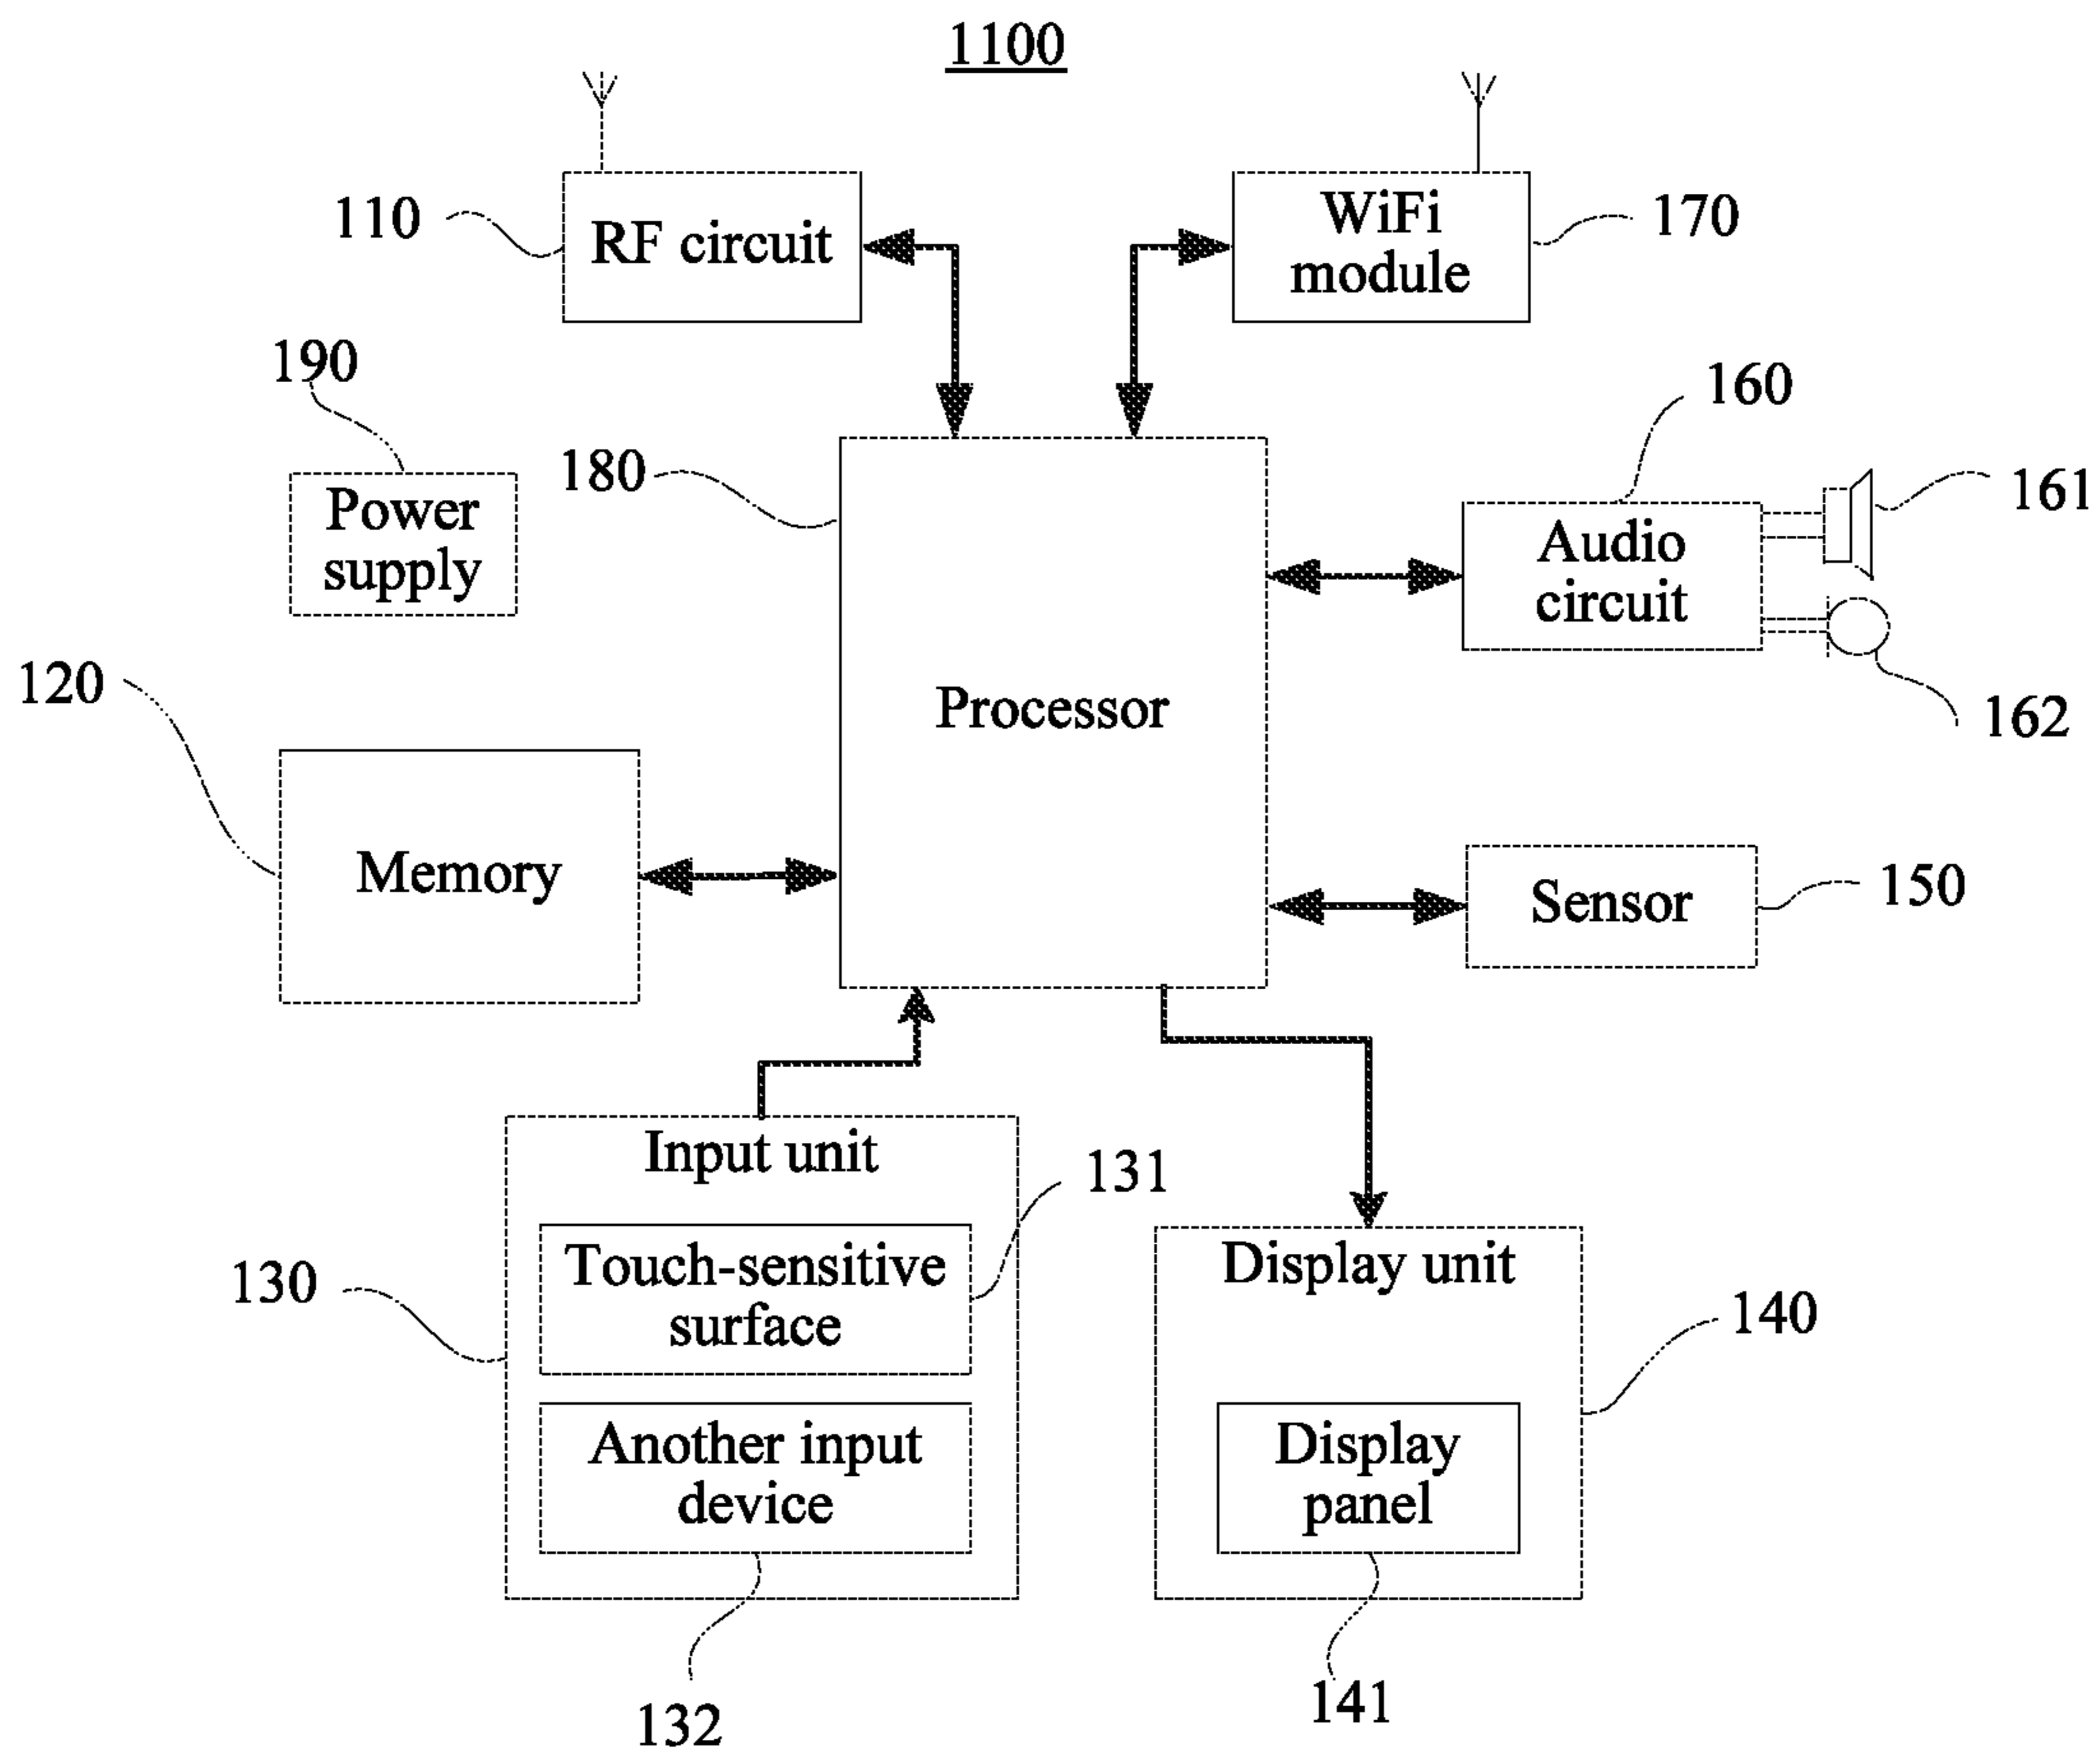 1100
110
RF circuit
WiFi
module
170
190
160
180
Power
supply
Audio
circuit
161
120
Processor
162
Memory
Sensor
150
Input unit
131
Touch-sensitive
surface
130
Display unit
140
Another input
device
Display
panel
132
141